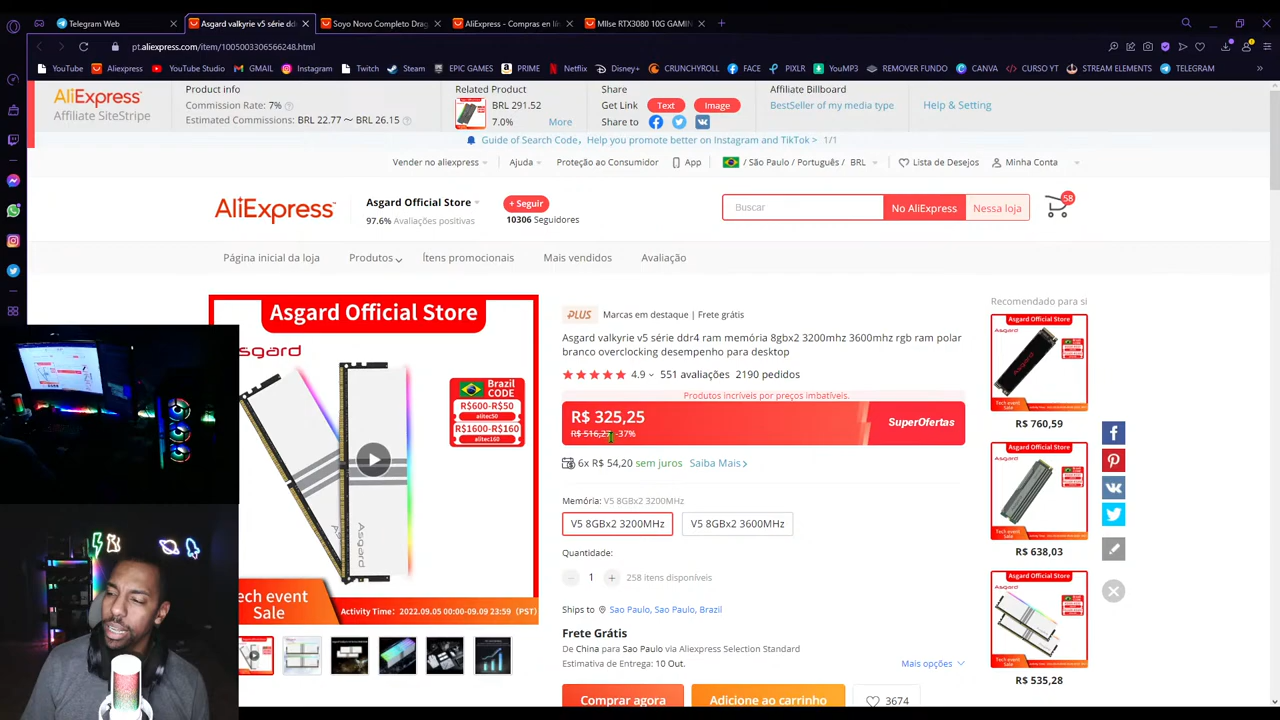 Telegram Web
Asgard valkyrie v5 série ddr4
Soyo Novo Completo Drag
AliExpress - Compras en lín
Mllse RTX3080 10G GAMIN
pt.aliexpress.com/item/1005003306566248.html
YouTube
Aliexpress
YouTube Studio
GMAIL
Instagram
Twitch
Steam
EPIC GAMES
PRIME
Netflix
Disney+
CRUNCHYROLL
FACE
PIXLR
YouMP3
REMOVER FUNDO
CANVA
CURSO YT
STREAM ELEMENTS
TELEGRAM
AliExpress
Affiliate SiteStripe
Product info
Commission Rate: 7%
Estimated Commissions: BRL 22.77 ～ BRL 26.15
Related Product
BRL 291.52
7.0%
More
Share
Get Link
Text
Image
Share to
Affiliate Billboard
BestSeller of my media type
Help & Setting
Guide of Search Code，Help you promote better on Instagram and TikTok >
1/1
Vender no aliexpress
Ajuda
Proteção ao Consumidor
App
/ São Paulo / Português / BRL
Lista de Desejos
Minha Conta
AliExpress
Asgard Official Store
97.6% Avaliações positivas
+ Seguir
10306 Seguidores
Buscar
No AliExpress
Nessa loja
58
Página inicial da loja
Produtos
Ítens promocionais
Mais vendidos
Avaliação
Asgard Official Store
asgard
Brazil
CODE
R$600-R$50
alitec50
R$1600-R$160
alitec160
Asgard
ech event
Sale
Activity Time：2022.09.05 00:00-09.09 23:59 (PST)
PLUS
Marcas em destaque | Frete grátis
Asgard valkyrie v5 série ddr4 ram memória 8gbx2 3200mhz 3600mhz rgb ram polar
branco overclocking desempenho para desktop
4.9
551 avaliações
2190 pedidos
Produtos incríveis por preços imbatíveis.
R$ 325,25
R$ 516,27 -37%
SuperOfertas
6x R$ 54,20 sem juros
Saiba Mais
Memória: V5 8GBx2 3200MHz
V5 8GBx2 3200MHz
V5 8GBx2 3600MHz
Quantidade:
1
258 itens disponíveis
Ships to
Sao Paulo, Sao Paulo, Brazil
Frete Grátis
De China para Sao Paulo via Aliexpress Selection Standard
Estimativa de Entrega: 10 Out.
Mais opções
Comprar agora
Adicione ao carrinho
3674
Recomendado para si
Asgard Official Store
R$ 760,59
Asgard Official Store
R$ 638,03
Asgard Official Store
R$ 535,28